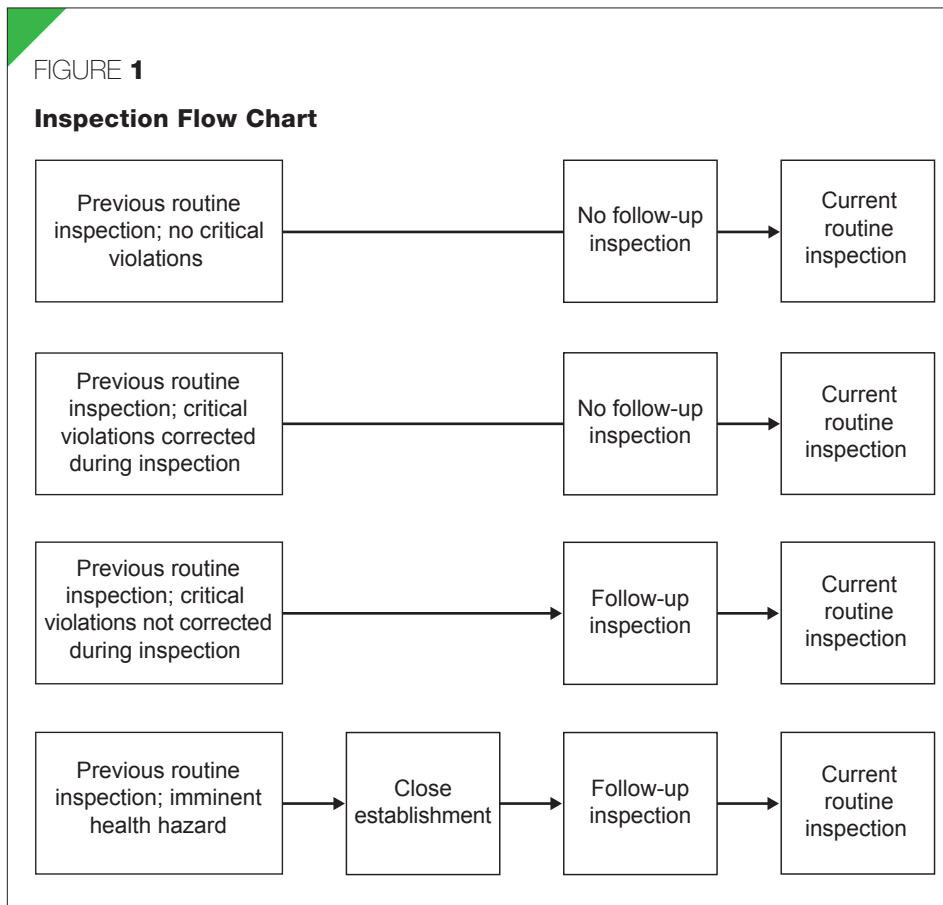 FIGURE 1
Inspection Flow Chart
Previous routine
inspection; no critical
violations
No follow-up
inspection
Current
routine
inspection
Previous routine
inspection; critical
violations corrected
during inspection
No follow-up
inspection
Current
routine
inspection
Previous routine
inspection; critical
violations not corrected
during inspection
Follow-up
inspection
Current
routine
inspection
Previous routine
inspection; imminent
health hazard
Close
establishment
Follow-up
inspection
Current
routine
inspection